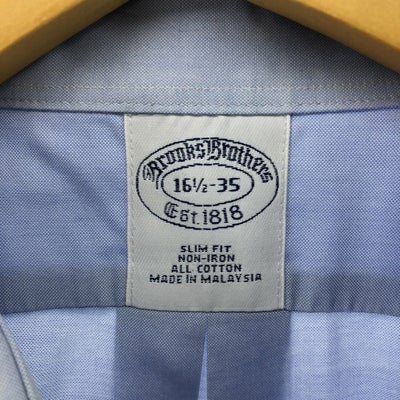 Brooks Brothers
16½-35
Est. 1818
SLIM FIT
NON-IRON
ALL COTTON
MADE IN MALAYSIA